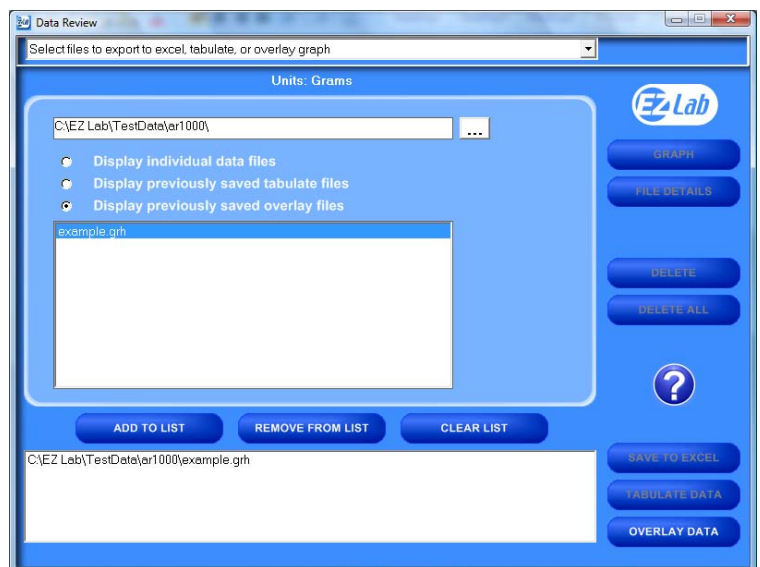 Data Review
Select files to export to excel, tabulate, or overlay graph
Units: Grams
EZ Lab
C:\EZ Lab\TestData\ar1000\
...
Display individual data files
Display previously saved tabulate files
Display previously saved overlay files
example.grh
GRAPH
FILE DETAILS
DELETE
DELETE ALL
?
ADD TO LIST
REMOVE FROM LIST
CLEAR LIST
C:\EZ Lab\TestData\ar1000\example.grh
SAVE TO EXCEL
TABULATE DATA
OVERLAY DATA